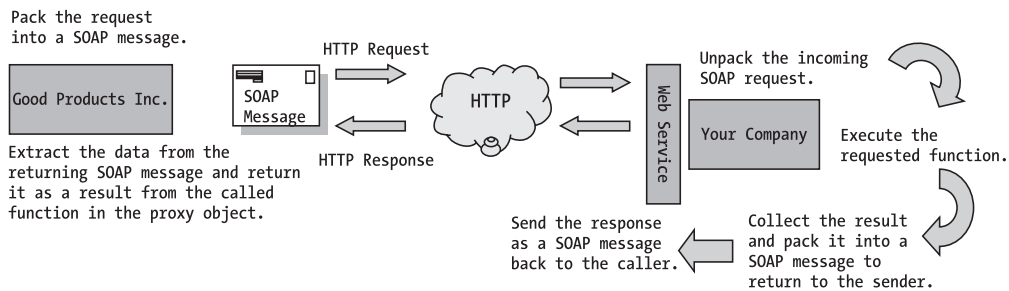 Pack the request
into a SOAP message.
Good Products Inc.
SOAP
Message
HTTP Request
HTTP Response
HTTP
Extract the data from the
returning SOAP message and return
it as a result from the called
function in the proxy object.
Web Service
Your Company
Unpack the incoming
SOAP request.
Execute the
requested function.
Collect the result
and pack it into a
SOAP message to
return to the sender.
Send the response
as a SOAP message
back to the caller.